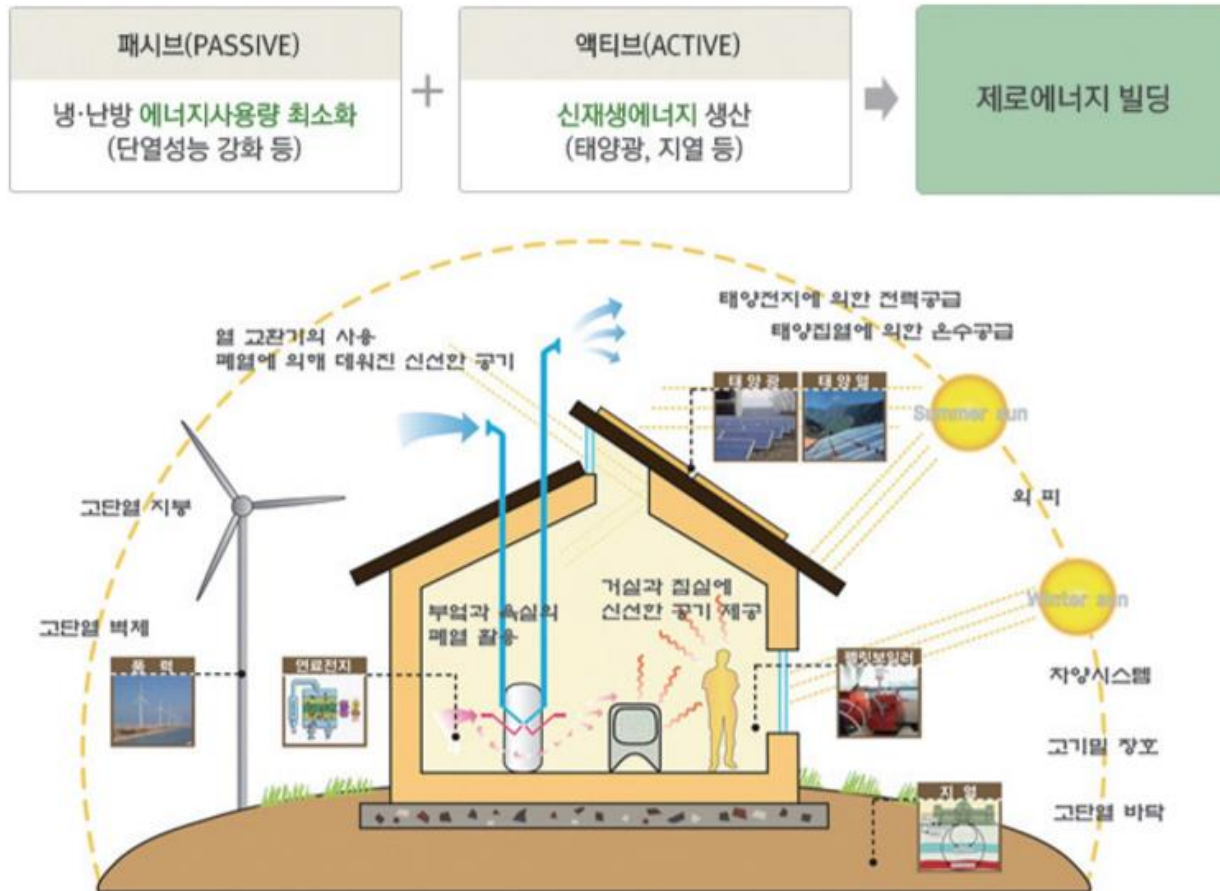 패시브(PASSIVE)
냉·난방 에너지사용량 최소화
(단열성능 강화 등)
+
액티브(ACTIVE)
신재생에너지 생산
(태양광, 지열 등)
제로에너지 빌딩
태양전지에 의한 전력공급
태양집열에 의한 온수공급
열 교환기의 사용
폐열에 의해 데워진 신선한 공기
태양광
태양열
Summer sun
고단열 지붕
외 피
거실과 침실에
신선한 공기 제공
부엌과 욕실의
폐열 활용
Winter sun
고단열 벽체
풍 력
연료전지
펠릿보일러
차양시스템
고기밀 창호
지 열
고단열 바닥